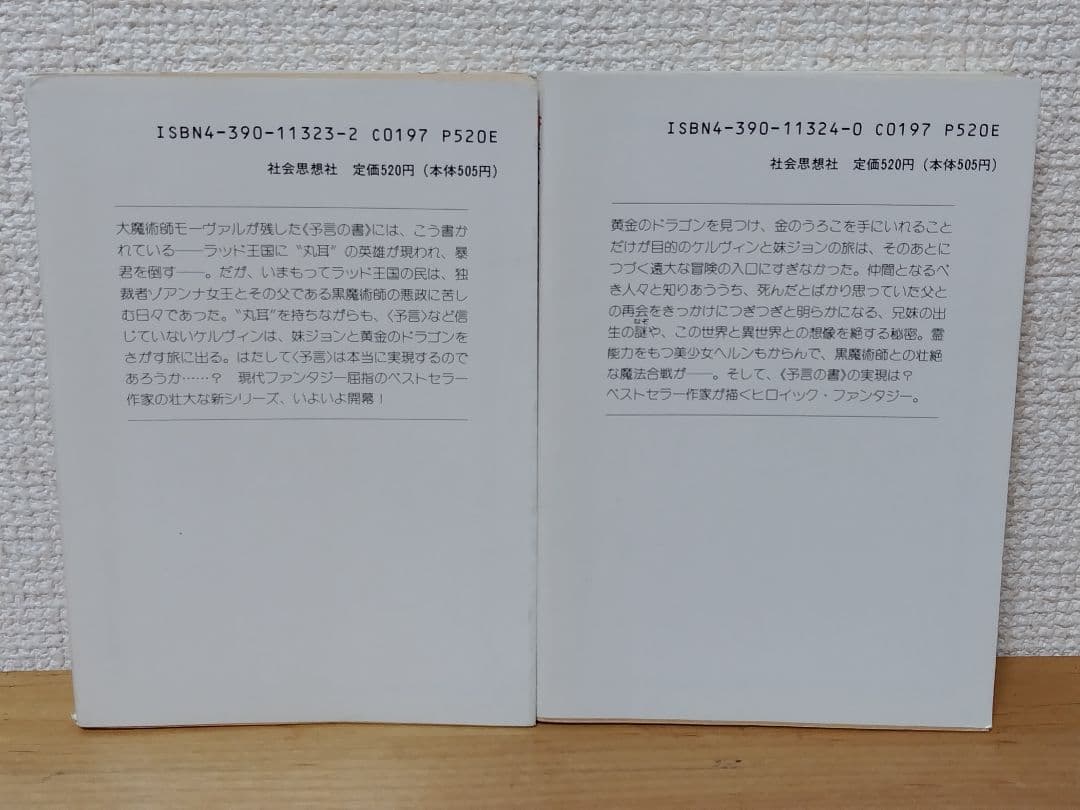 ISBN4-390-11323-2 C0197 P520E
社会思想社　定価520円（本体505円）
大魔術師モーヴァルが残した《予言の書》には、こう書か
れている――ラッド王国に〝丸耳〟の英雄が現われ、暴
君を倒す――。だが、いまもってラッド王国の民は、独
裁者ゾアンナ女王とその父である黒魔術師の悪政に苦し
む日々であった。〝丸耳〟を持ちながらも、〈予言〉など信
じていないケルヴィンは、妹ジョンと黄金のドラゴンを
さがす旅に出る。はたして〈予言〉は本当に実現するので
あろうか……？　現代ファンタジー屈指のベストセラー
作家の壮大な新シリーズ、いよいよ開幕！
ISBN4-390-11324-0 C0197 P520E
社会思想社　定価520円（本体505円）
黄金のドラゴンを見つけ、金のうろこを手にいれること
だけが目的のケルヴィンと妹ジョンの旅は、そのあとに
つづく遠大な冒険の入口にすぎなかった。仲間となるべ
き人々と知りあううち、死んだとばかり思っていた父と
の再会をきっかけにつぎつぎと明らかになる、兄妹の出
生の謎や、この世界と異世界との想像を絶する秘密。霊
能力をもつ美少女ヘルンもからんで、黒魔術師との壮絶
な魔法合戦が――。そして、《予言の書》の実現は？
ベストセラー作家が描くヒロイック・ファンタジー。